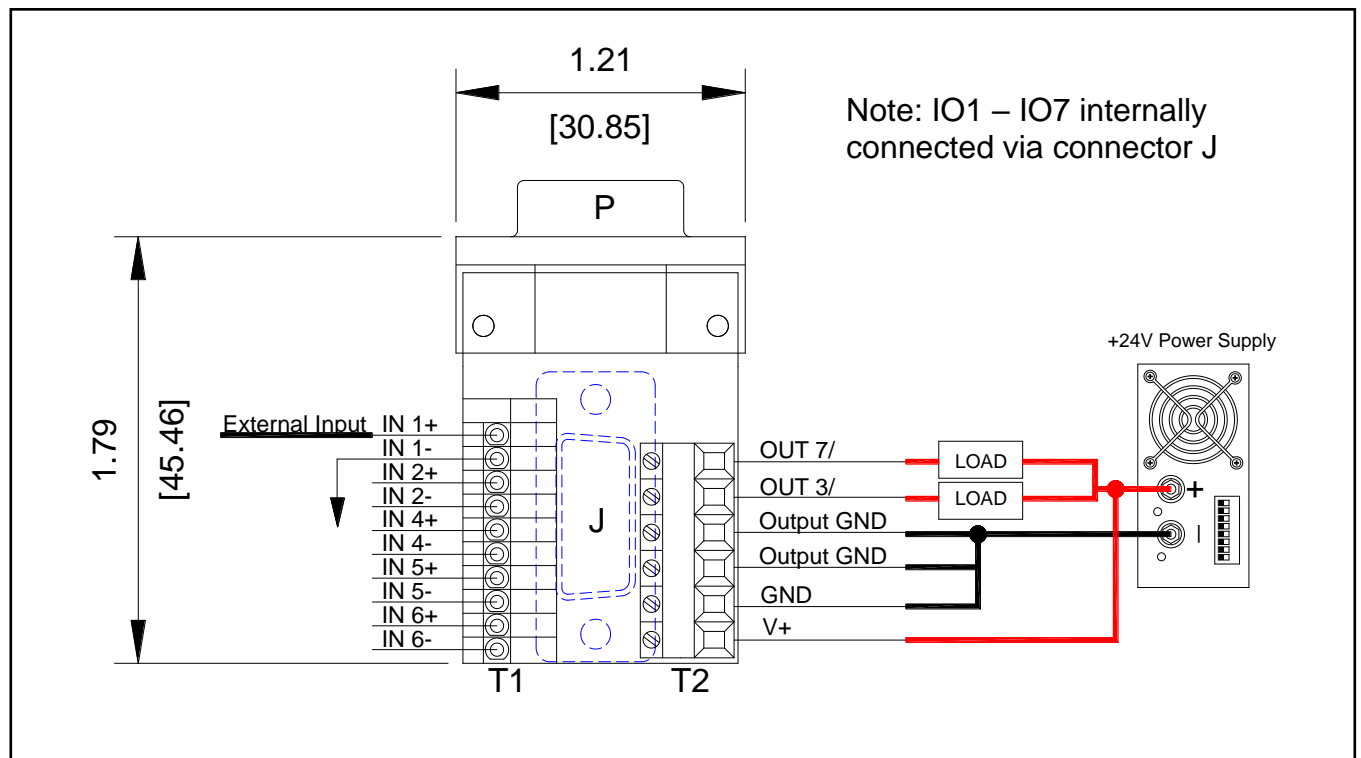 1.21
[30.85]
Note: IO1 – IO7 internally
connected via connector J
P
+24V Power Supply
1.79
[45.46]
External Input
IN 1+
IN 1-
IN 2+
IN 2-
IN 4+
IN 4-
IN 5+
IN 5-
IN 6+
IN 6-
J
OUT 7/
OUT 3/
Output GND
Output GND
GND
V+
LOAD
LOAD
+
–
T1
T2